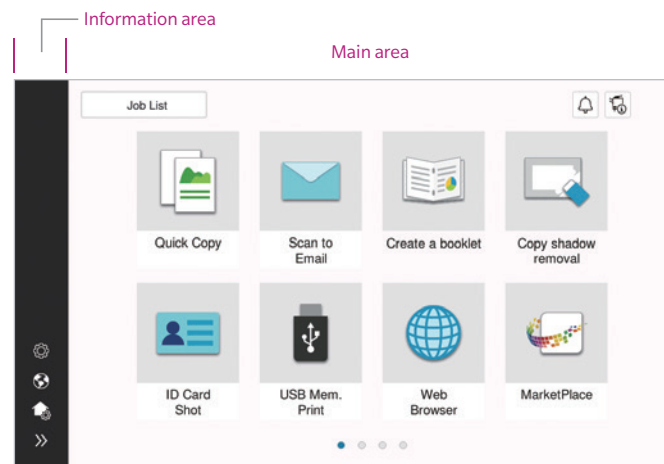 Information area
Main area
Job List
Quick Copy
Scan to
Email
Create a booklet
Copy shadow
removal
ID Card
Shot
USB Mem.
Print
Web
Browser
MarketPlace